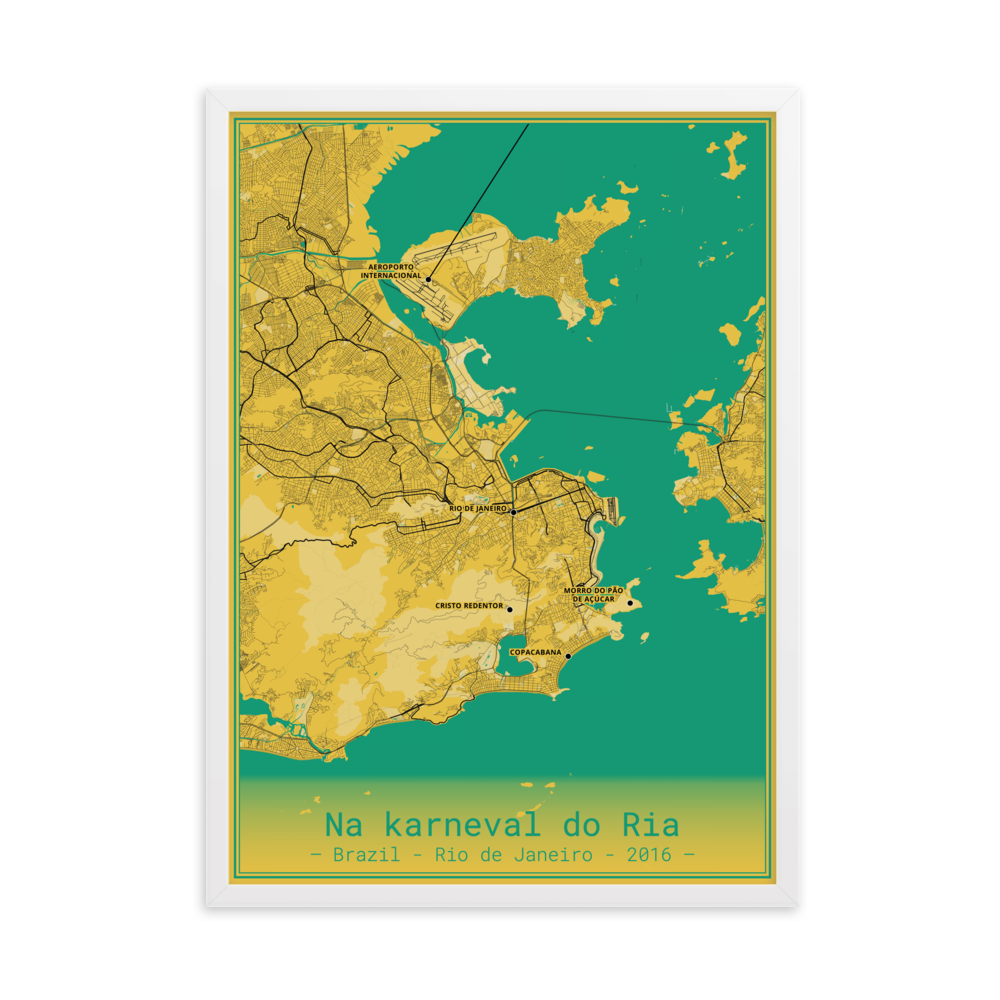 AEROPORTO
INTERNACIONAL
RIO DE JANEIRO
MORRO DO PÃO
DE AÇÚCAR
CRISTO REDENTOR
COPACABANA
Na karneval do Ria
— Brazil - Rio de Janeiro - 2016 —